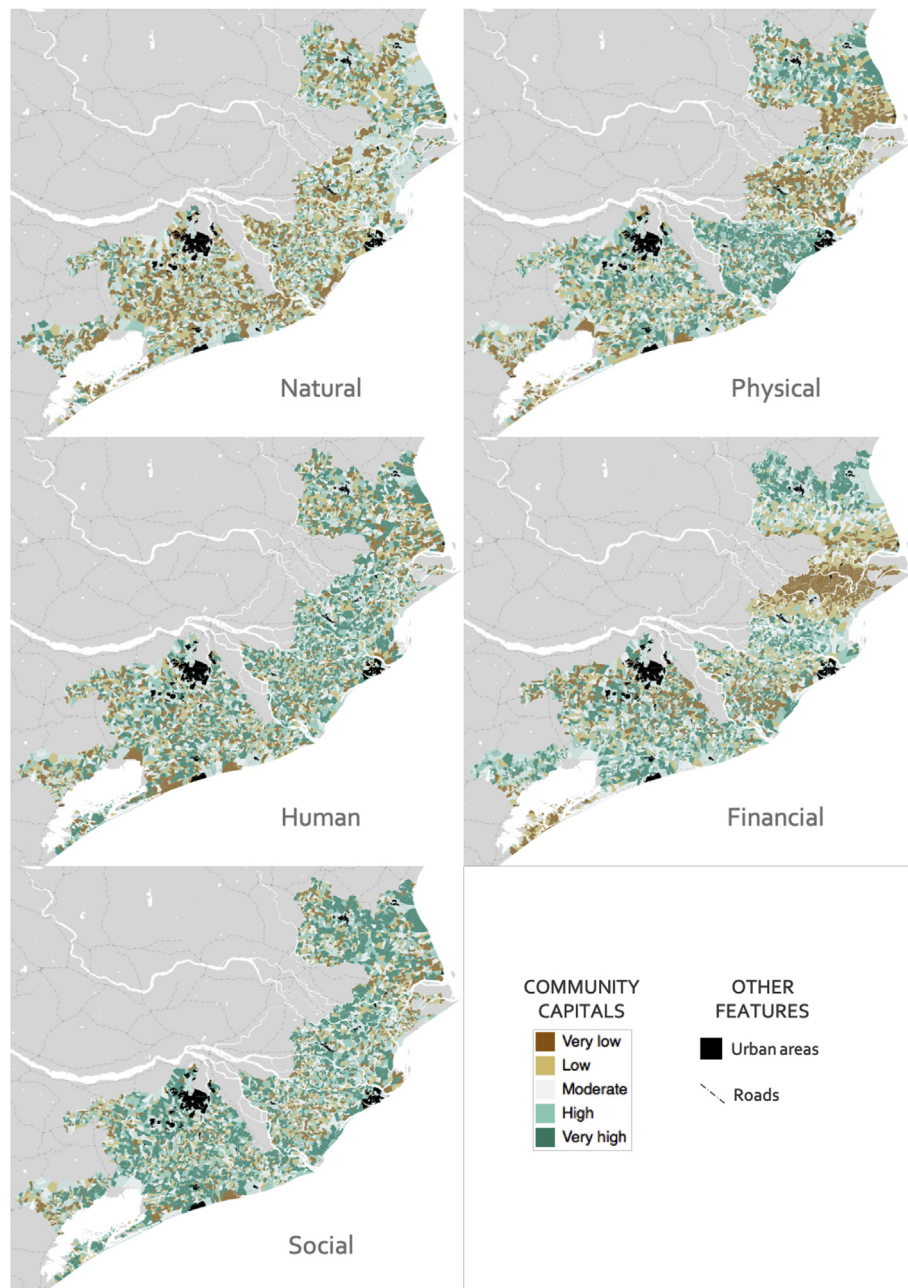 Natural
Physical
Human
Financial
Social
COMMUNITY
CAPITALS
Very low
Low
Moderate
High
Very high
OTHER
FEATURES
Urban areas
Roads